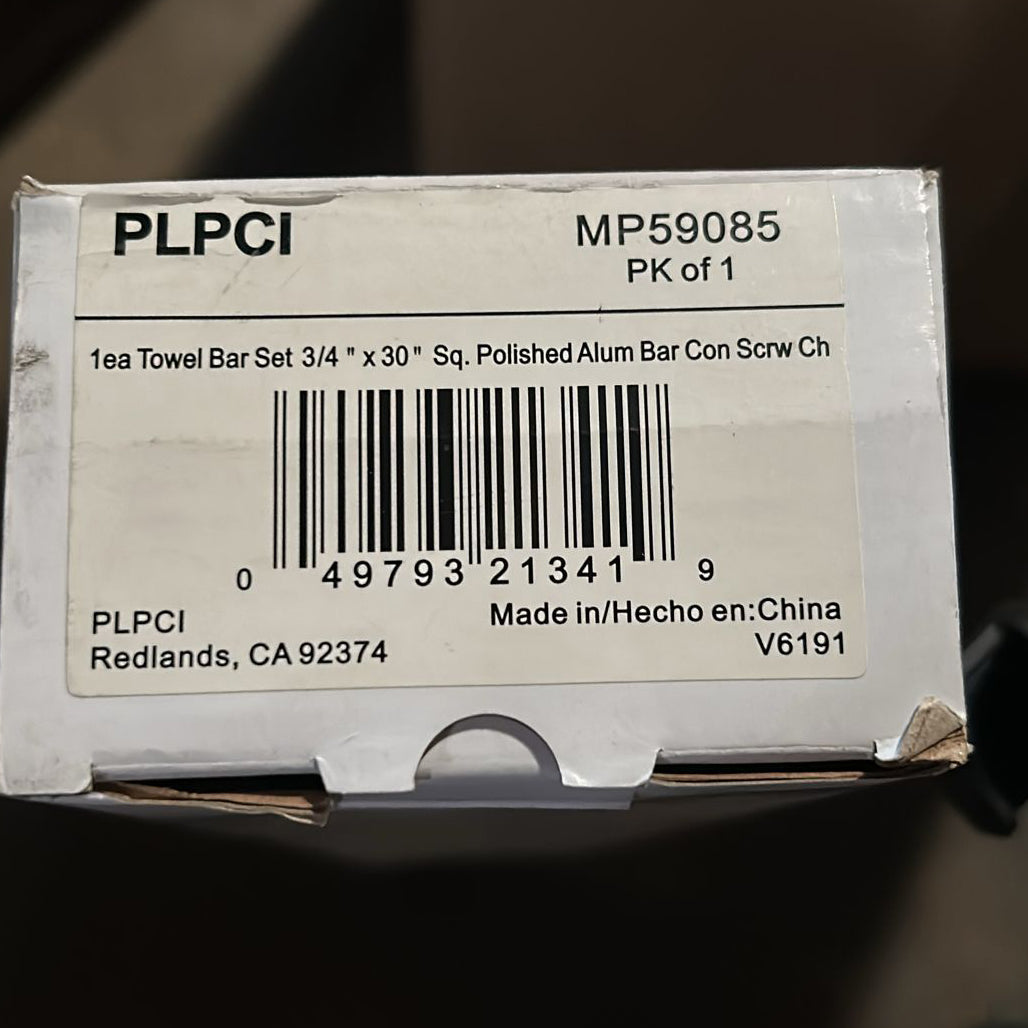 PLPCI
MP59085
PK of 1
1ea Towel Bar Set 3/4 " x 30 " Sq. Polished Alum Bar Con Scrw Ch
0 49793 21341 9
PLPCI
Redlands, CA 92374
Made in/Hecho en:China
V6191